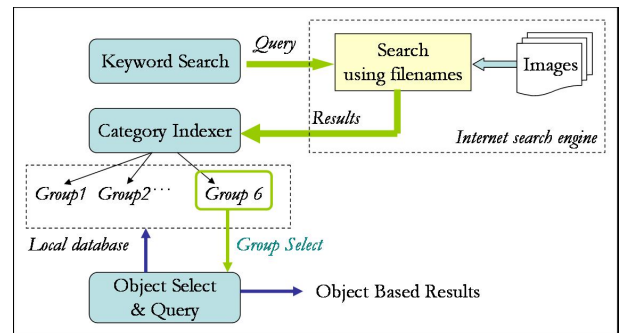 Query
Keyword Search
Search
using filenames
Images
Results
Category Indexer
Internet search engine
Group1 Group2··· Group 6
Local database
Group Select
Object Select
& Query
Object Based Results